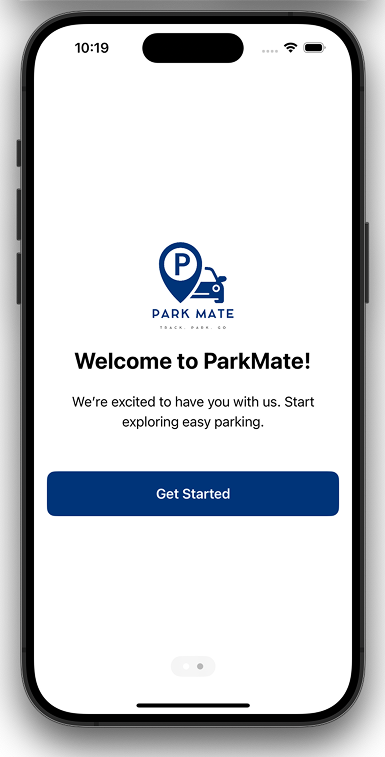 10:19
P
PARK MATE
TRACK. PARK. GO
Welcome to ParkMate!
We're excited to have you with us. Start
exploring easy parking.
Get Started